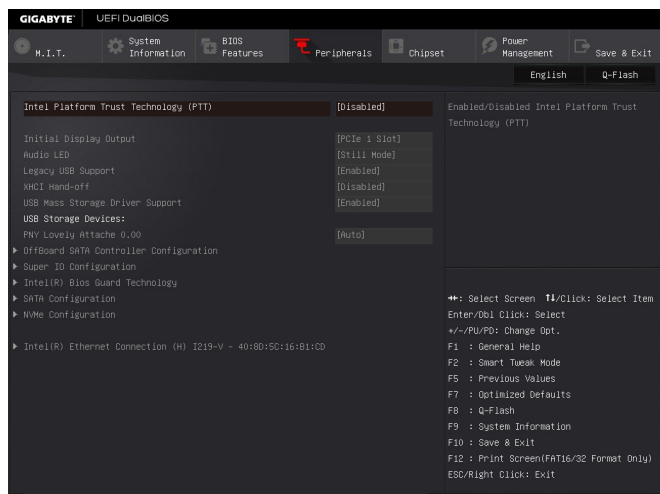 GIGABYTE™ UEFI DualBIOS
M.I.T.
System Information
BIOS Features
Peripherals
Chipset
Power Management
Save & Exit
English
Q-Flash
Intel Platform Trust Technology (PTT) [Disabled]
Enabled/Disabled Intel Platform Trust
Technology (PTT)
Initial Display Output [PCIe 1 Slot]
Audio LED [Still Mode]
Legacy USB Support [Enabled]
XHCI Hand-off [Disabled]
USB Mass Storage Driver Support [Enabled]
USB Storage Devices:
PNY Lovely Attache 0.00 [Auto]
OffBoard SATA Controller Configuration
Super IO Configuration
Intel(R) Bios Guard Technology
SATA Configuration
NVMe Configuration
Intel(R) Ethernet Connection (H) I219-V - 40:8D:5C:16:B1:CD
→←: Select Screen ↑↓/Click: Select Item
Enter/Dbl Click: Select
+/-/PU/PD: Change Opt.
F1 : General Help
F2 : Smart Tweak Mode
F5 : Previous Values
F7 : Optimized Defaults
F8 : Q-Flash
F9 : System Information
F10 : Save & Exit
F12 : Print Screen(FAT16/32 Format Only)
ESC/Right Click: Exit